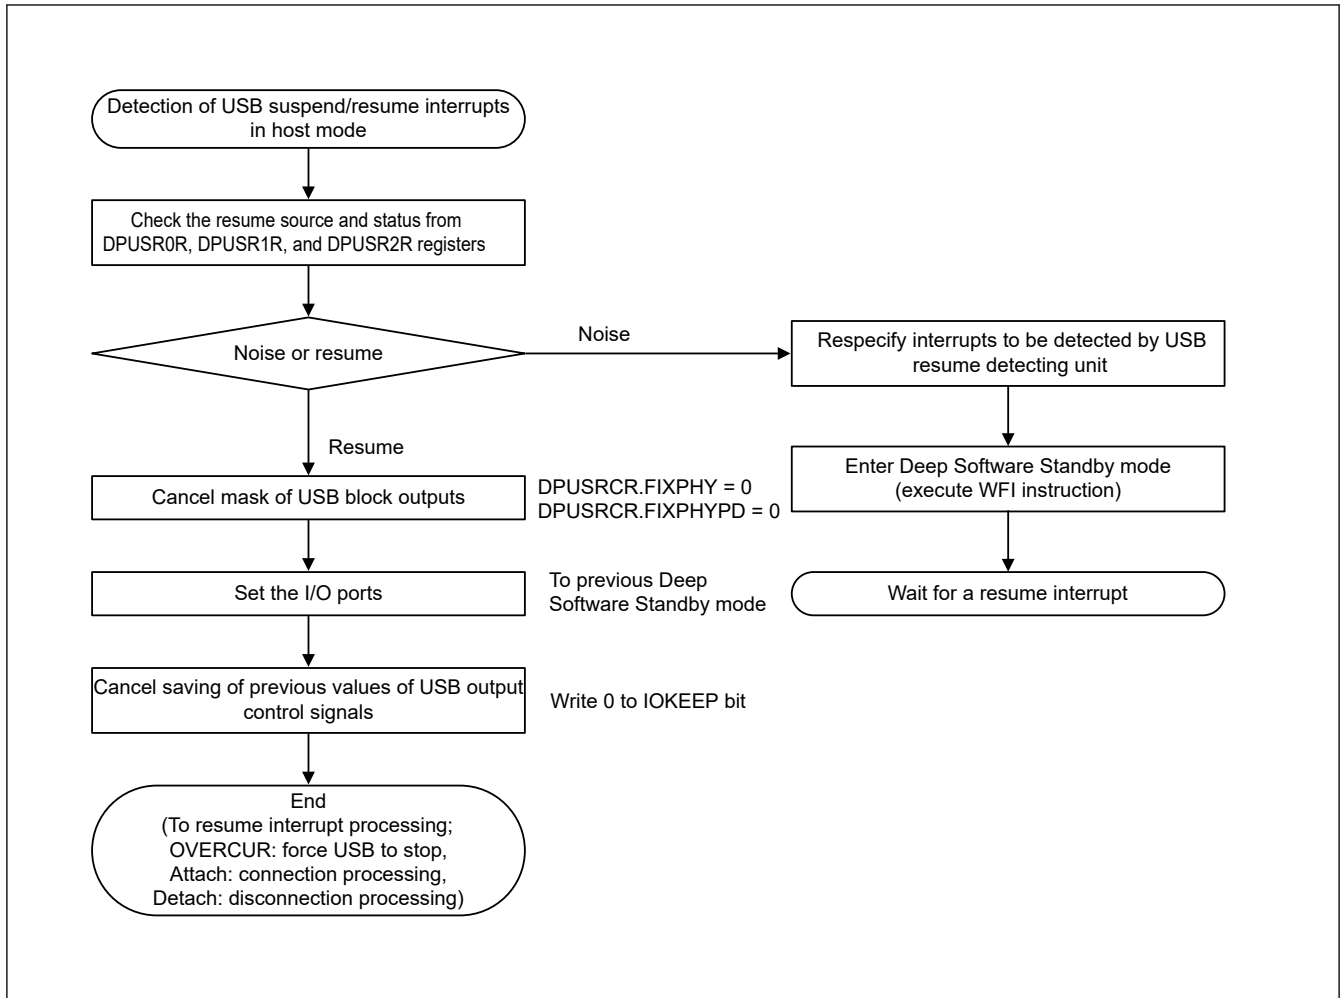 Detection of USB suspend/resume interrupts
in host mode
Check the resume source and status from
DPUSR0R, DPUSR1R, and DPUSR2R registers
Noise or resume
Noise
Respecify interrupts to be detected by USB
resume detecting unit
Enter Deep Software Standby mode
(execute WFI instruction)
Wait for a resume interrupt
Resume
Cancel mask of USB block outputs
DPUSRCR.FIXPHY = 0
DPUSRCR.FIXPHYPD = 0
Set the I/O ports
To previous Deep
Software Standby mode
Cancel saving of previous values of USB output
control signals
Write 0 to IOKEEP bit
End
(To resume interrupt processing;
OVERCUR: force USB to stop,
Attach: connection processing,
Detach: disconnection processing)